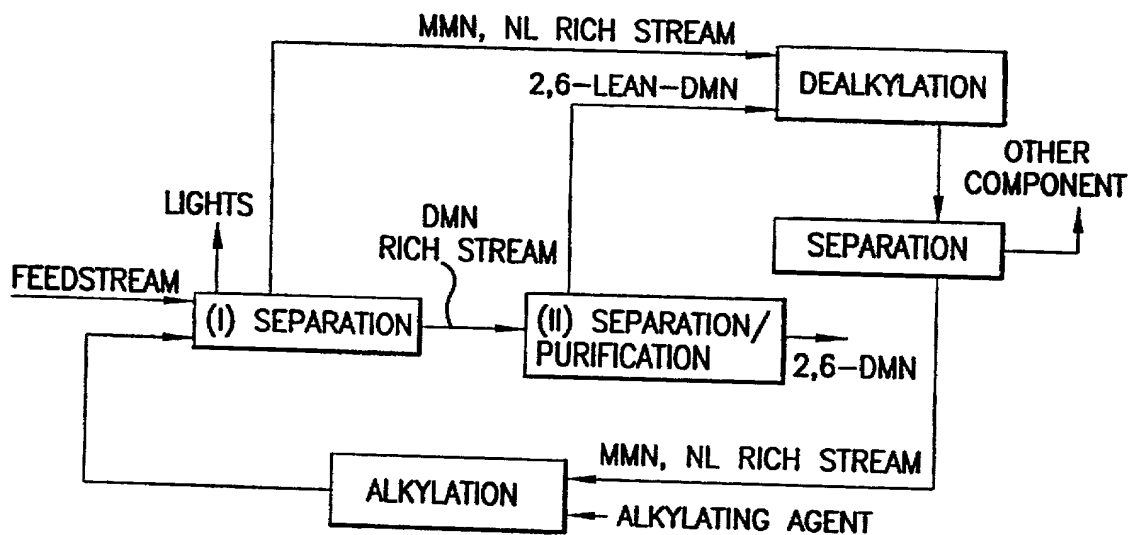 MMN, NL RICH STREAM
DEALKYLATION
2,6-LEAN-DMN
OTHER
COMPONENT
LIGHTS
DMN
RICH STREAM
SEPARATION
FEEDSTREAM
(I) SEPARATION
(II) SEPARATION/
PURIFICATION
2,6-DMN
MMN, NL RICH STREAM
ALKYLATION
ALKYLATING AGENT